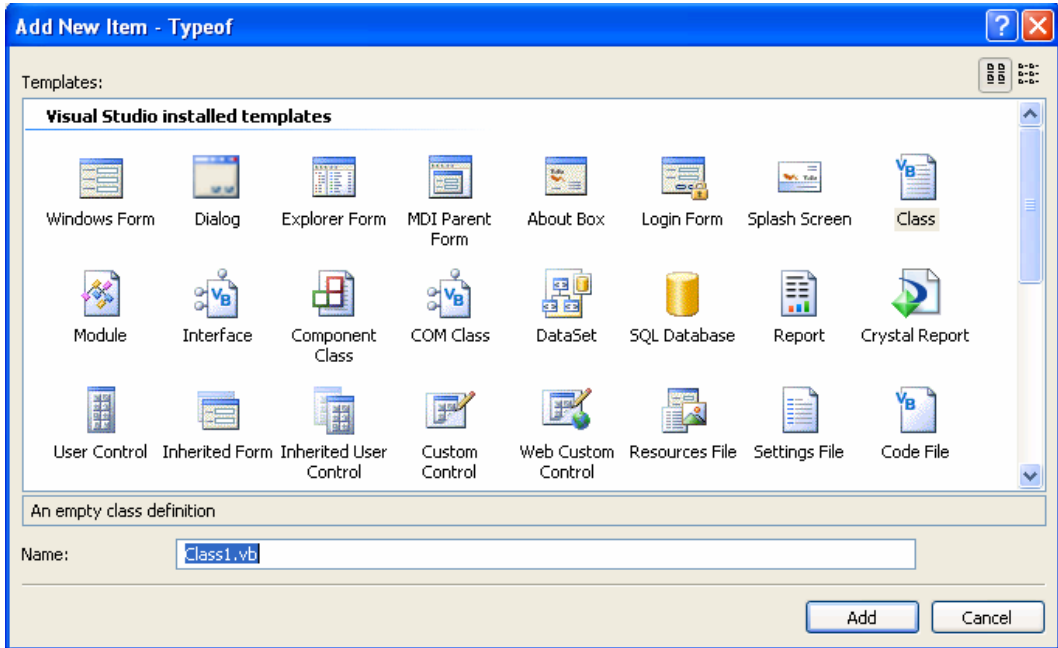 Add New Item - Typeof
Templates:
Visual Studio installed templates
Windows Form Dialog Explorer Form MDI Parent Form About Box Login Form Splash Screen Class
Module Interface Component Class COM Class DataSet SQL Database Report Crystal Report
User Control Inherited Form Inherited User Control Custom Control Web Custom Control Resources File Settings File Code File
An empty class definition
Name: Class1.vb
Add Cancel